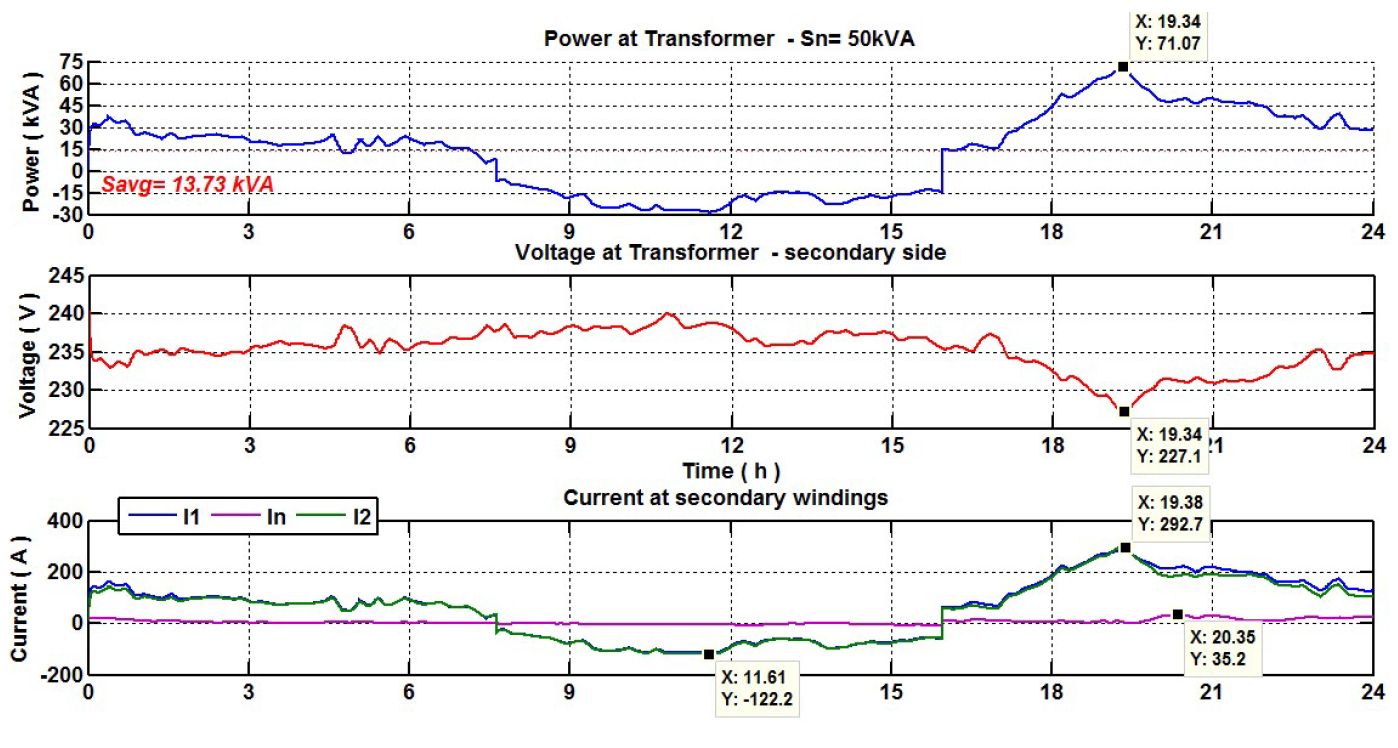 X: 19.34
Y: 71.07
Power at Transformer - Sn= 50kVA
Power ( kVA )
75
60
45
30
15
0
-15
-30
Savg= 13.73 kVA
0 3 6 9 12 15 18 21 24
Voltage at Transformer - secondary side
Voltage ( V )
245
240
235
230
225
0 3 6 9 12 15 18 21 24
X: 19.34
Y: 227.1
Time ( h )
Current at secondary windings
X: 19.38
Y: 292.7
I1 In I2
Current ( A )
400
200
0
-200
X: 20.35
Y: 35.2
X: 11.61
Y: -122.2
0 3 6 9 12 15 18 21 24